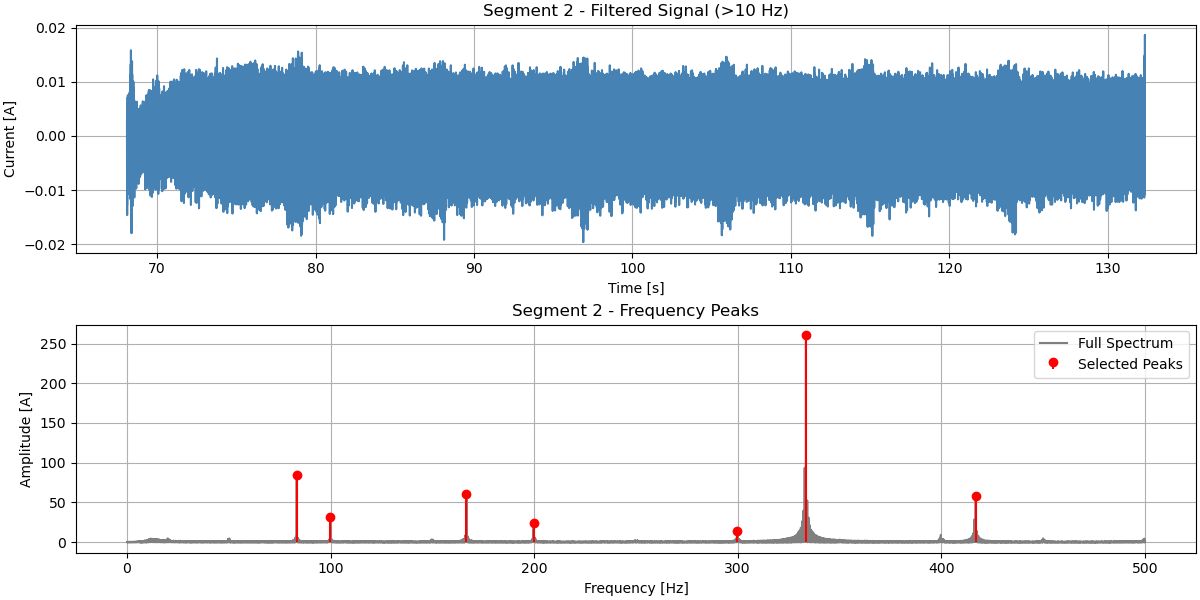 Segment 2 - Filtered Signal (>10 Hz)
0.02
0.01
0.00
−0.01
−0.02
Current [A]
70 80 90 100 110 120 130
Time [s]
Segment 2 - Frequency Peaks
250
200
150
100
50
0
Amplitude [A]
Full Spectrum
Selected Peaks
0 100 200 300 400 500
Frequency [Hz]